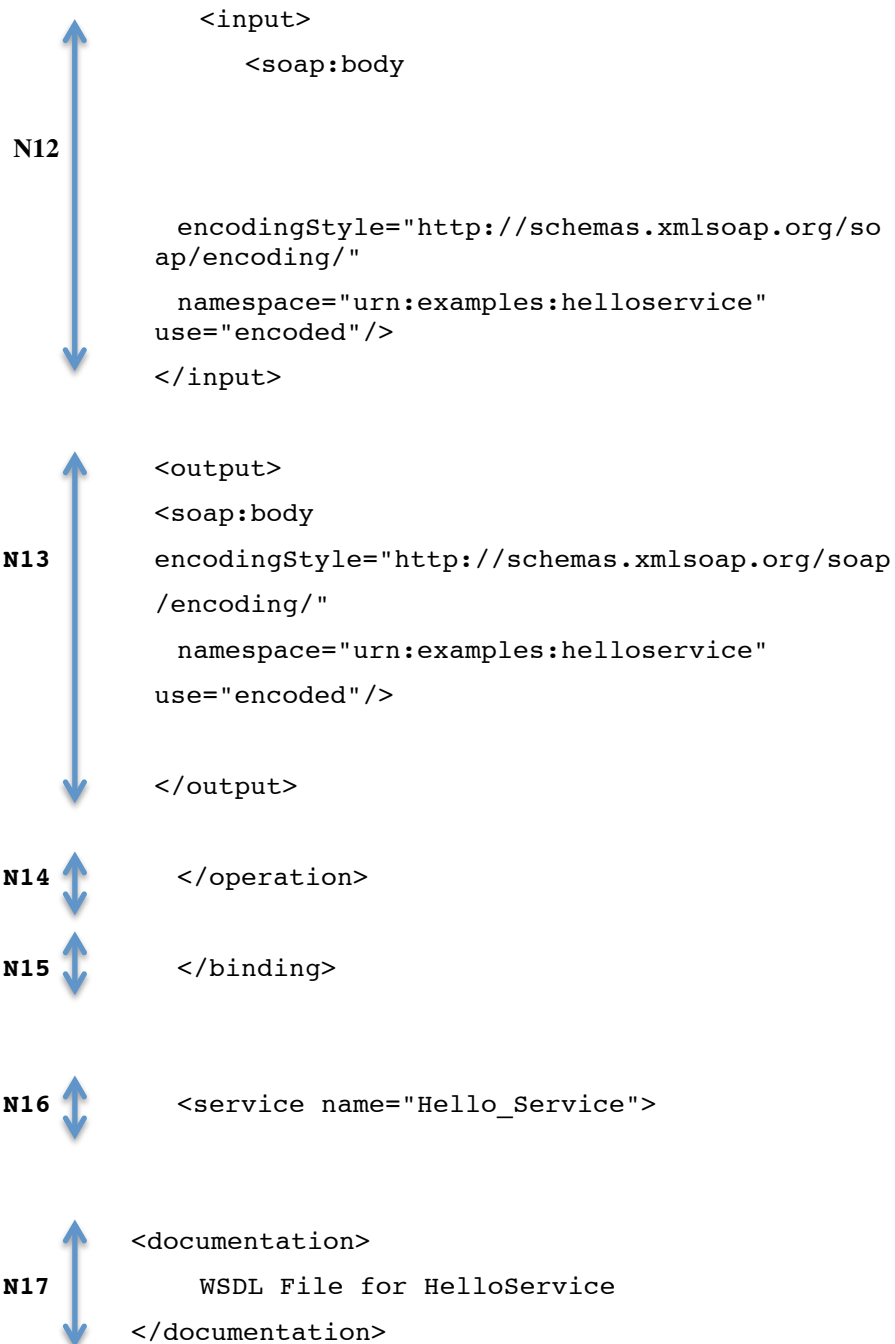 <input>
<soap:body
N12
encodingStyle="http://schemas.xmlsoap.org/so
ap/encoding/"
namespace="urn:examples:helloservice"
use="encoded"/>
</input>
<output>
<soap:body
N13 encodingStyle="http://schemas.xmlsoap.org/soap
/encoding/"
namespace="urn:examples:helloservice"
use="encoded"/>
</output>
N14 </operation>
N15 </binding>
N16 <service name="Hello_Service">
<documentation>
N17 WSDL File for HelloService
</documentation>